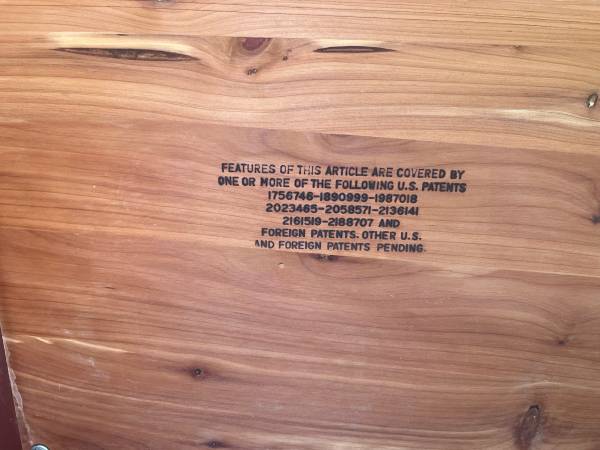 FEATURES OF THIS ARTICLE ARE COVERED BY
ONE OR MORE OF THE FOLLOWING U.S. PATENTS
1756746-1890999-1987018
2023465-2058571-2136141
2161519-2188707 AND
FOREIGN PATENTS. OTHER U.S.
AND FOREIGN PATENTS PENDING.